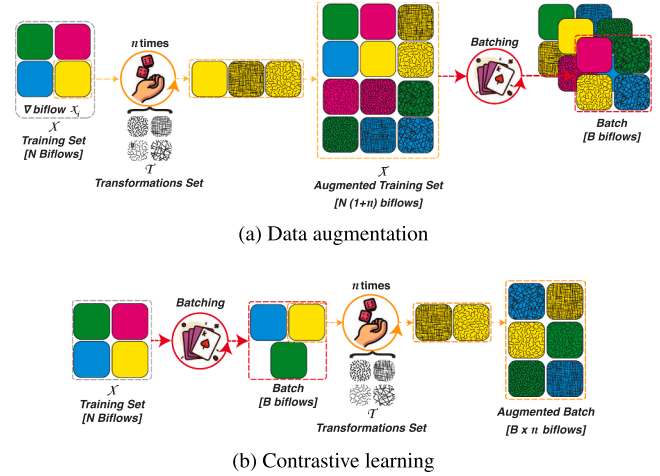 n times
Batching
∇ biflow 𝒳ᵢ
𝒳
Training Set
[N Biflows]
𝒯
Transformations Set
𝒳̃
Augmented Training Set
[N (1+n) biflows]
Batch
[B biflows]
(a) Data augmentation
n times
Batching
𝒳
Training Set
[N Biflows]
Batch
[B biflows]
𝒯
Transformations Set
Augmented Batch
[B x n biflows]
(b) Contrastive learning